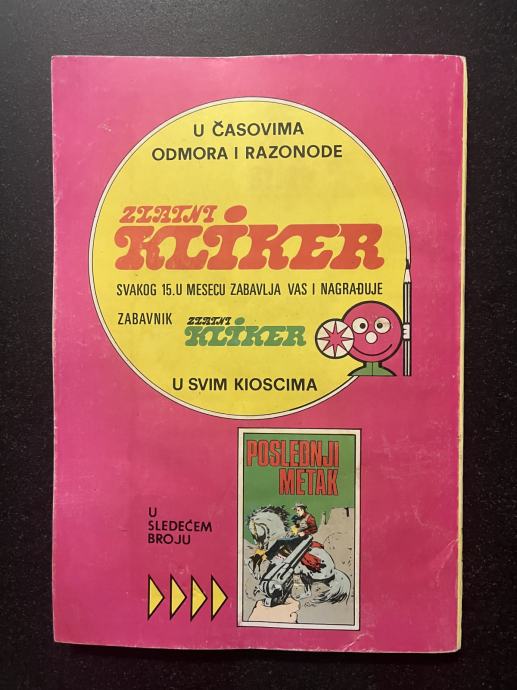 U ČASOVIMA
ODMORA I RAZONODE
ZLATNI
KLIKER
SVAKOG 15.U MESECU ZABAVLJA VAS I NAGRAĐUJE
ZABAVNIK ZLATNI KLIKER
U SVIM KIOSCIMA
POSLEDNJI
METAK
U
SLEDEĆEM
BROJU